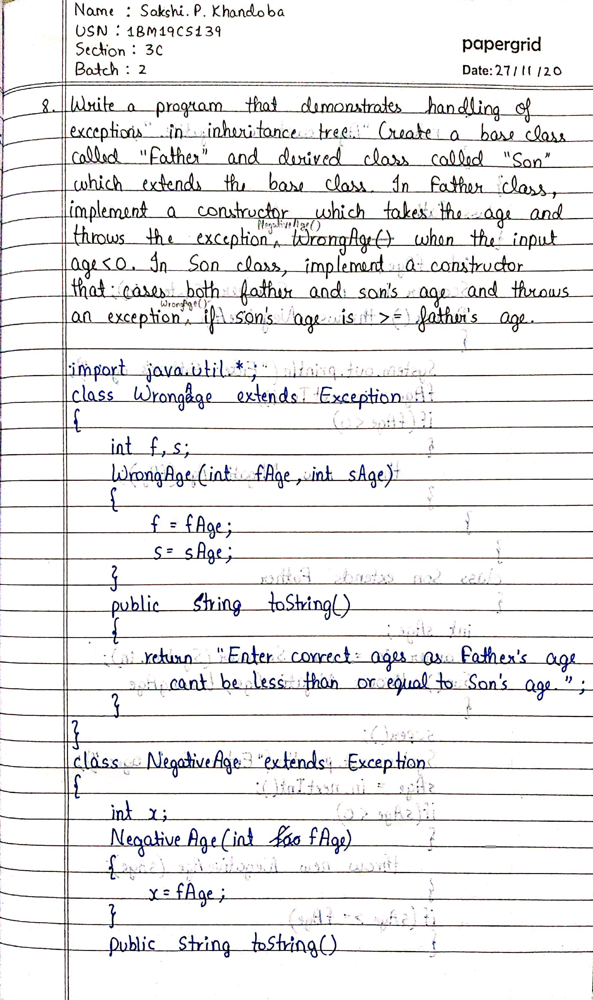 Name : Sakshi. P. Khandoba
USN : 1BM19CS139
Section : 3C
Batch : 2
papergrid
Date: 27/11/20
8. Write a program that demonstrates handling of
exceptions in inheritance tree. Create a base class
called "Father" and derived class called "Son"
which extends the base class. In Father class,
implement a constructor which takes the age and
NegativeAge()
throws the exception ^ WrongAge() when the input
age<0. In Son class, implement a constructor
that cases both father and son's age and throws
WrongAge()
an exception ^ if son's age is >= father's age.
import java.util.*;
class WrongAge extends Exception
{
int f, s;
WrongAge(int fAge, int sAge)
{
f = fAge;
s = sAge;
}
public String toString()
{
return "Enter correct ages as Father's age
cant be less than or equal to Son's age.";
}
}
class NegativeAge extends Exception
{
int x;
NegativeAge(int fAge)
{
x = fAge;
}
public String toString()